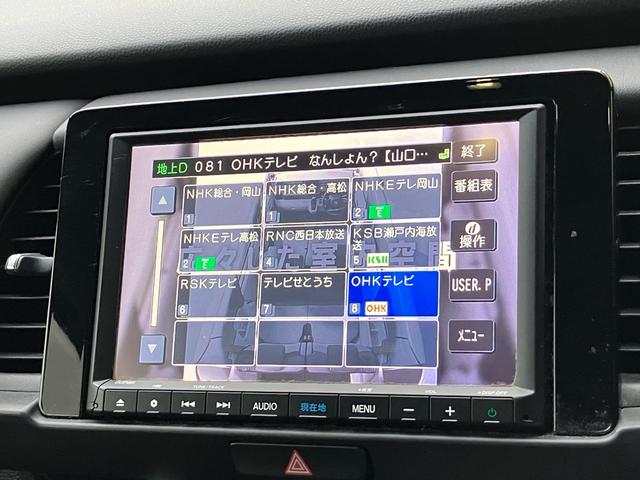 地上D 081 OHKテレビ なんしょん?【山口… 終了
NHK総合・岡山 NHK総合・高松 NHKEテレ岡山 番組表
1 1 2 E
NHKEテレ高松 RNC西日本放送 KSB瀬戸内海放送 d 操作
2 E 4 5 KSB
RSKテレビ テレビせとうち OHKテレビ USER.P
6 7 8 OHK
メニュー
TUNE/TRACK VOL DISP OFF
AUDIO 現在地 MENU − +